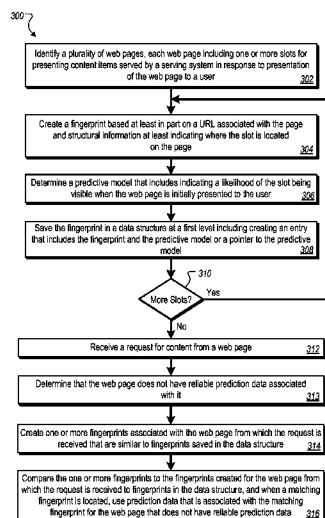 300
Identify a plurality of web pages, each web page including one or more slots for
presenting content items served by a serving system in response to presentation
of the web page to a user
302
Create a fingerprint based at least in part on a URL associated with the page
and structural information at least indicating where the slot is located
on the page
304
Determine a predictive model that includes indicating a likelihood of the slot being
visible when the web page is initially presented to the user
306
Save the fingerprint in a data structure at a first level including creating an entry
that includes the fingerprint and the predictive model or a pointer to the predictive
model
308
310
More Slots?
Yes
No
Receive a request for content from a web page
312
Determine that the web page does not have reliable prediction data associated
with it
313
Create one or more fingerprints associated with the web page from which the request is
received that are similar to fingerprints saved in the data structure
314
Compare the one or more fingerprints to the fingerprints created for the web page from
which the request is received to fingerprints in the data structure, and when a matching
fingerprint is located, use prediction data that is associated with the matching
fingerprint for the web page that does not have reliable prediction data
316